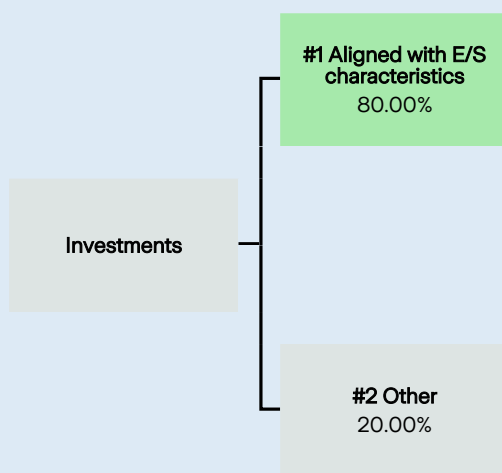 #1 Aligned with E/S
characteristics
80.00%
Investments
#2 Other
20.00%